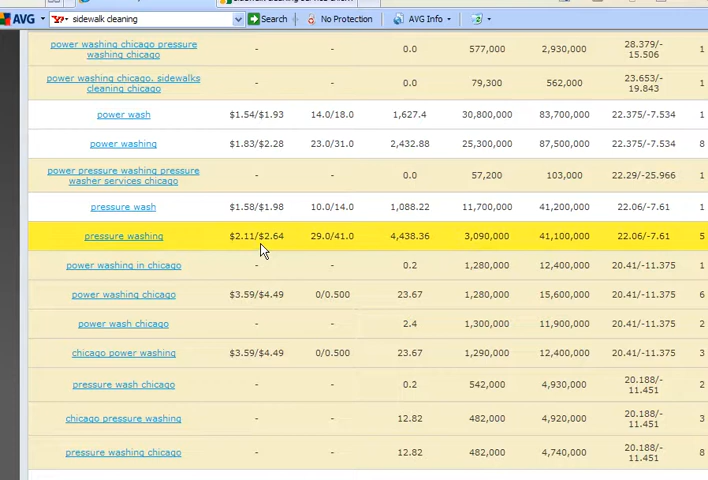 AVG sidewalk cleaning Search No Protection AVG Info
power washing chicago pressure washing chicago - - 0.0 577,000 2,930,000 28.379/-15.506 1
power washing chicago. sidewalks cleaning chicago - - 0.0 79,300 562,000 23.653/-19.843 1
power wash $1.54/$1.93 14.0/18.0 1,627.4 30,800,000 83,700,000 22.375/-7.534 1
power washing $1.83/$2.28 23.0/31.0 2,432.88 25,300,000 87,500,000 22.375/-7.534 8
power pressure washing pressure washer services chicago - - 0.0 57,200 103,000 22.29/-25.966 1
pressure wash $1.58/$1.98 10.0/14.0 1,088.22 11,700,000 41,200,000 22.06/-7.61 1
pressure washing $2.11/$2.64 29.0/41.0 4,438.36 3,090,000 41,100,000 22.06/-7.61 5
power washing in chicago - - 0.2 1,280,000 12,400,000 20.41/-11.375 1
power washing chicago $3.59/$4.49 0/0.500 23.67 1,280,000 15,600,000 20.41/-11.375 6
power wash chicago - - 2.4 1,300,000 11,900,000 20.41/-11.375 2
chicago power washing $3.59/$4.49 0/0.500 23.67 1,290,000 12,400,000 20.41/-11.375 3
pressure wash chicago - - 0.2 542,000 4,930,000 20.188/-11.451 2
chicago pressure washing - - 12.82 482,000 4,920,000 20.188/-11.451 3
pressure washing chicago - - 12.82 482,000 4,740,000 20.188/-11.451 8